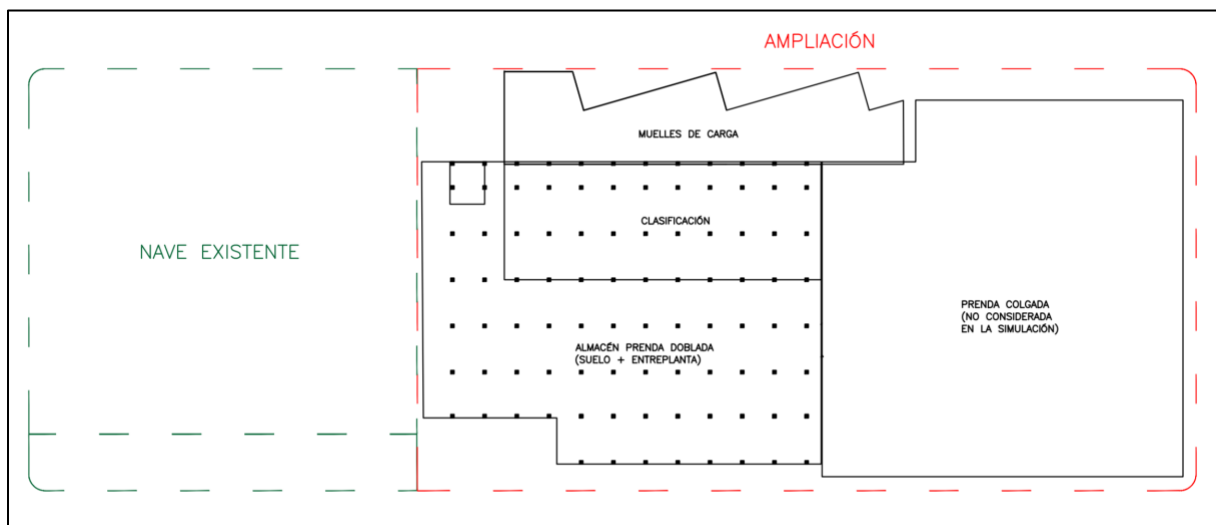 AMPLIACIÓN
MUELLES DE CARGA
CLASIFICACIÓN
NAVE EXISTENTE
PRENDA COLGADA
(NO CONSIDERADA
EN LA SIMULACIÓN)
ALMACÉN PRENDA DOBLADA
(SUELO + ENTREPLANTA)